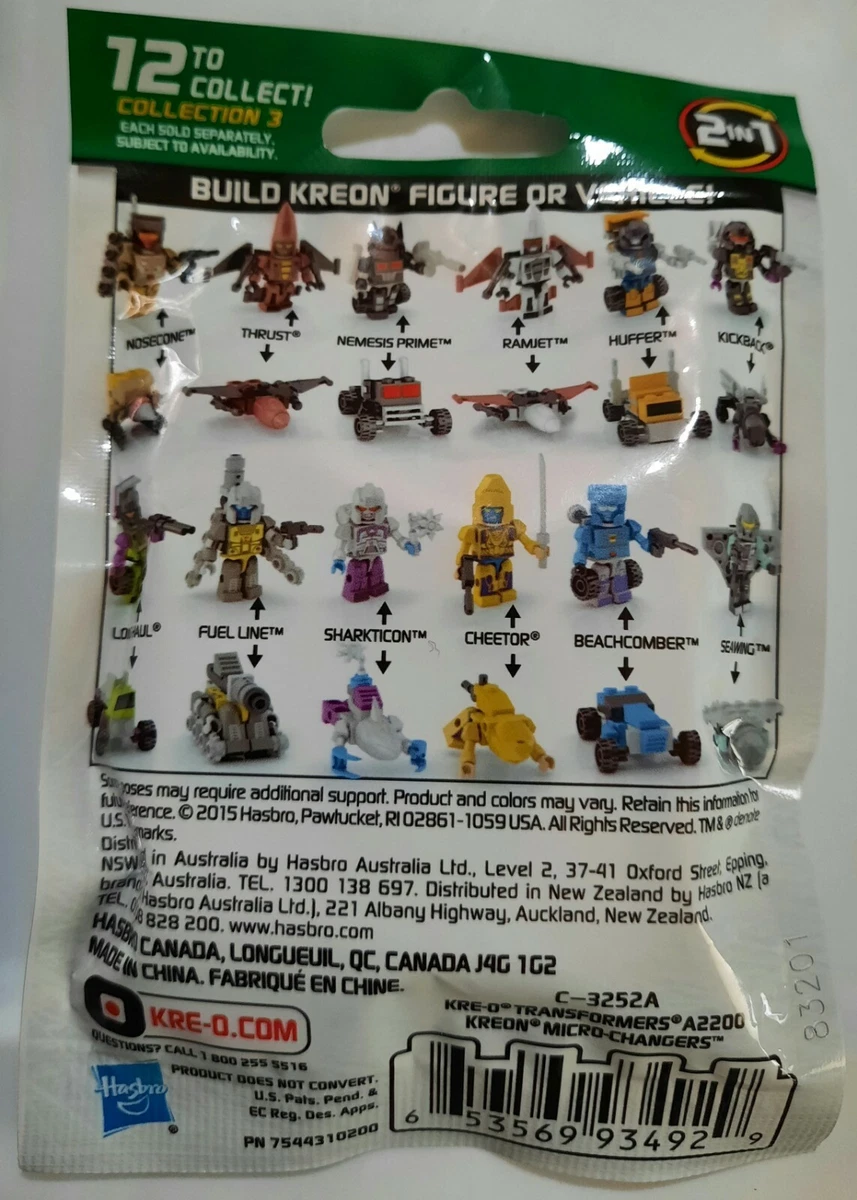 12 TO
COLLECT!
COLLECTION 3
EACH SOLD SEPARATELY.
SUBJECT TO AVAILABILITY.
2 IN 1
BUILD KREON® FIGURE OR
NOSECONE™
THRUST®
NEMESIS PRIME™
RAMJET™
HUFFER™
KICKBACK®
FUEL LINE™
SHARKTICON™
CHEETOR®
BEACHCOMBER™
SEAWING™
may require additional support. Product and colors may vary. Retain this information for
© 2015 Hasbro, Pawtucket, RI 02861-1059 USA. All Rights Reserved. TM & ® denote
U.S.
in Australia by Hasbro Australia Ltd., Level 2, 37-41 Oxford Street, Epping,
NSW Australia. TEL. 1300 138 697. Distributed in New Zealand by Hasbro NZ (a
Hasbro Australia Ltd.), 221 Albany Highway, Auckland, New Zealand.
TEL. 828 200. www.hasbro.com
HASBRO CANADA, LONGUEUIL, QC, CANADA J4G 1G2
MADE IN CHINA. FABRIQUÉ EN CHINE.
KRE-O.COM
QUESTIONS? CALL 1 800 255 5516
Hasbro®
PRODUCT DOES NOT CONVERT.
U.S. Pats. Pend. &
EC Reg. Des. Apps.
PN 7544310200
C-3252A
KRE-O® TRANSFORMERS® A2200
KREON® MICRO-CHANGERS™
6 53569 93492 9
83201